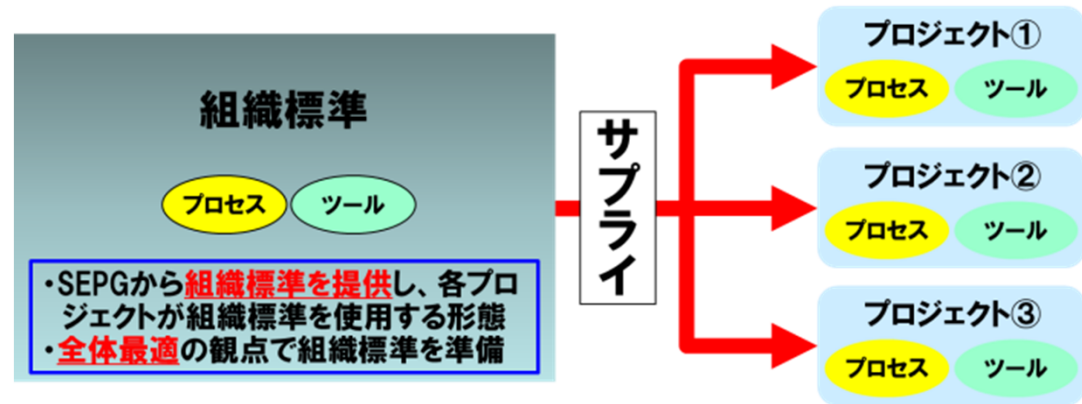 組織標準
プロセス ツール
・SEPGから組織標準を提供し、各プロ
ジェクトが組織標準を使用する形態
・全体最適の観点で組織標準を準備
サプライ
プロジェクト①
プロセス ツール
プロジェクト②
プロセス ツール
プロジェクト③
プロセス ツール